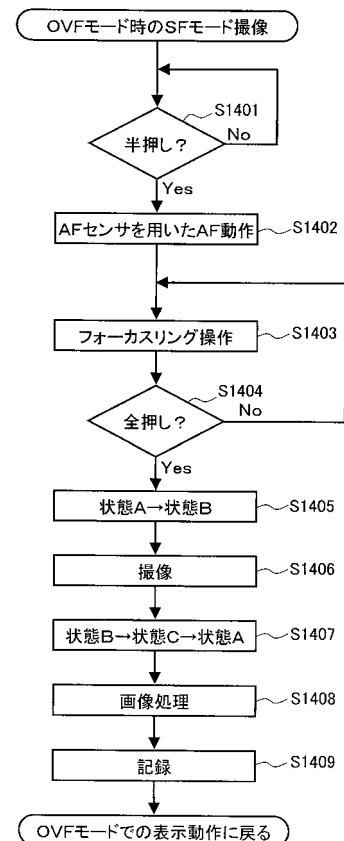 OVFモード時のSFモード撮像
S1401
半押し？
No
Yes
AFセンサを用いたAF動作
S1402
フォーカスリング操作
S1403
S1404
全押し？
No
Yes
状態A→状態B
S1405
撮像
S1406
状態B→状態C→状態A
S1407
画像処理
S1408
記録
S1409
OVFモードでの表示動作に戻る